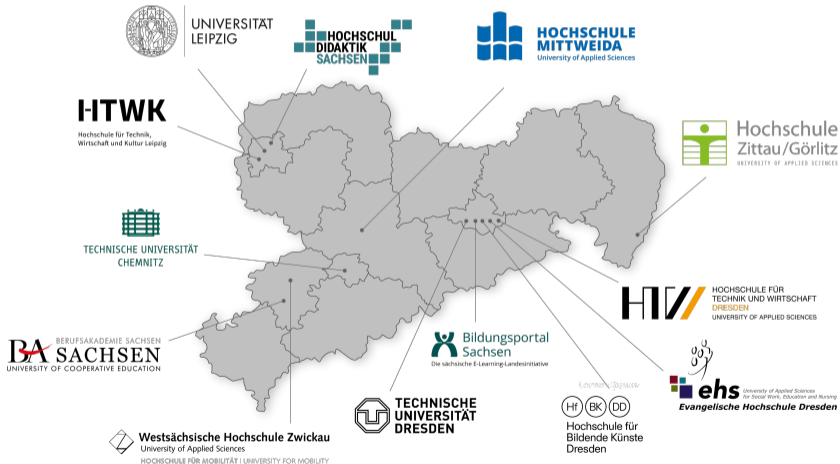 UNIVERSITÄT
LEIPZIG
HOCHSCHUL
DIDAKTIK
SACHSEN
HOCHSCHULE
MITTWEIDA
University of Applied Sciences
HTWK
Hochschule für Technik,
Wirtschaft und Kultur Leipzig
Hochschule
Zittau/Görlitz
UNIVERSITY OF APPLIED SCIENCES
TECHNISCHE UNIVERSITÄT
CHEMNITZ
HTW
HOCHSCHULE FÜR
TECHNIK UND WIRTSCHAFT
DRESDEN
UNIVERSITY OF APPLIED SCIENCES
BA
BERUFSAKADEMIE SACHSEN
SACHSEN
UNIVERSITY OF COOPERATIVE EDUCATION
Bildungsportal
Sachsen
Die sächsische E-Learning-Landesinitiative
TECHNISCHE
UNIVERSITÄT
DRESDEN
Hf BK DD
Hochschule für
Bildende Künste
Dresden
ehs
University of Applied Sciences
for Social Work, Education and Nursing
Evangelische Hochschule Dresden
Westsächsische Hochschule Zwickau
University of Applied Sciences
HOCHSCHULE FÜR MOBILITÄT | UNIVERSITY FOR MOBILITY